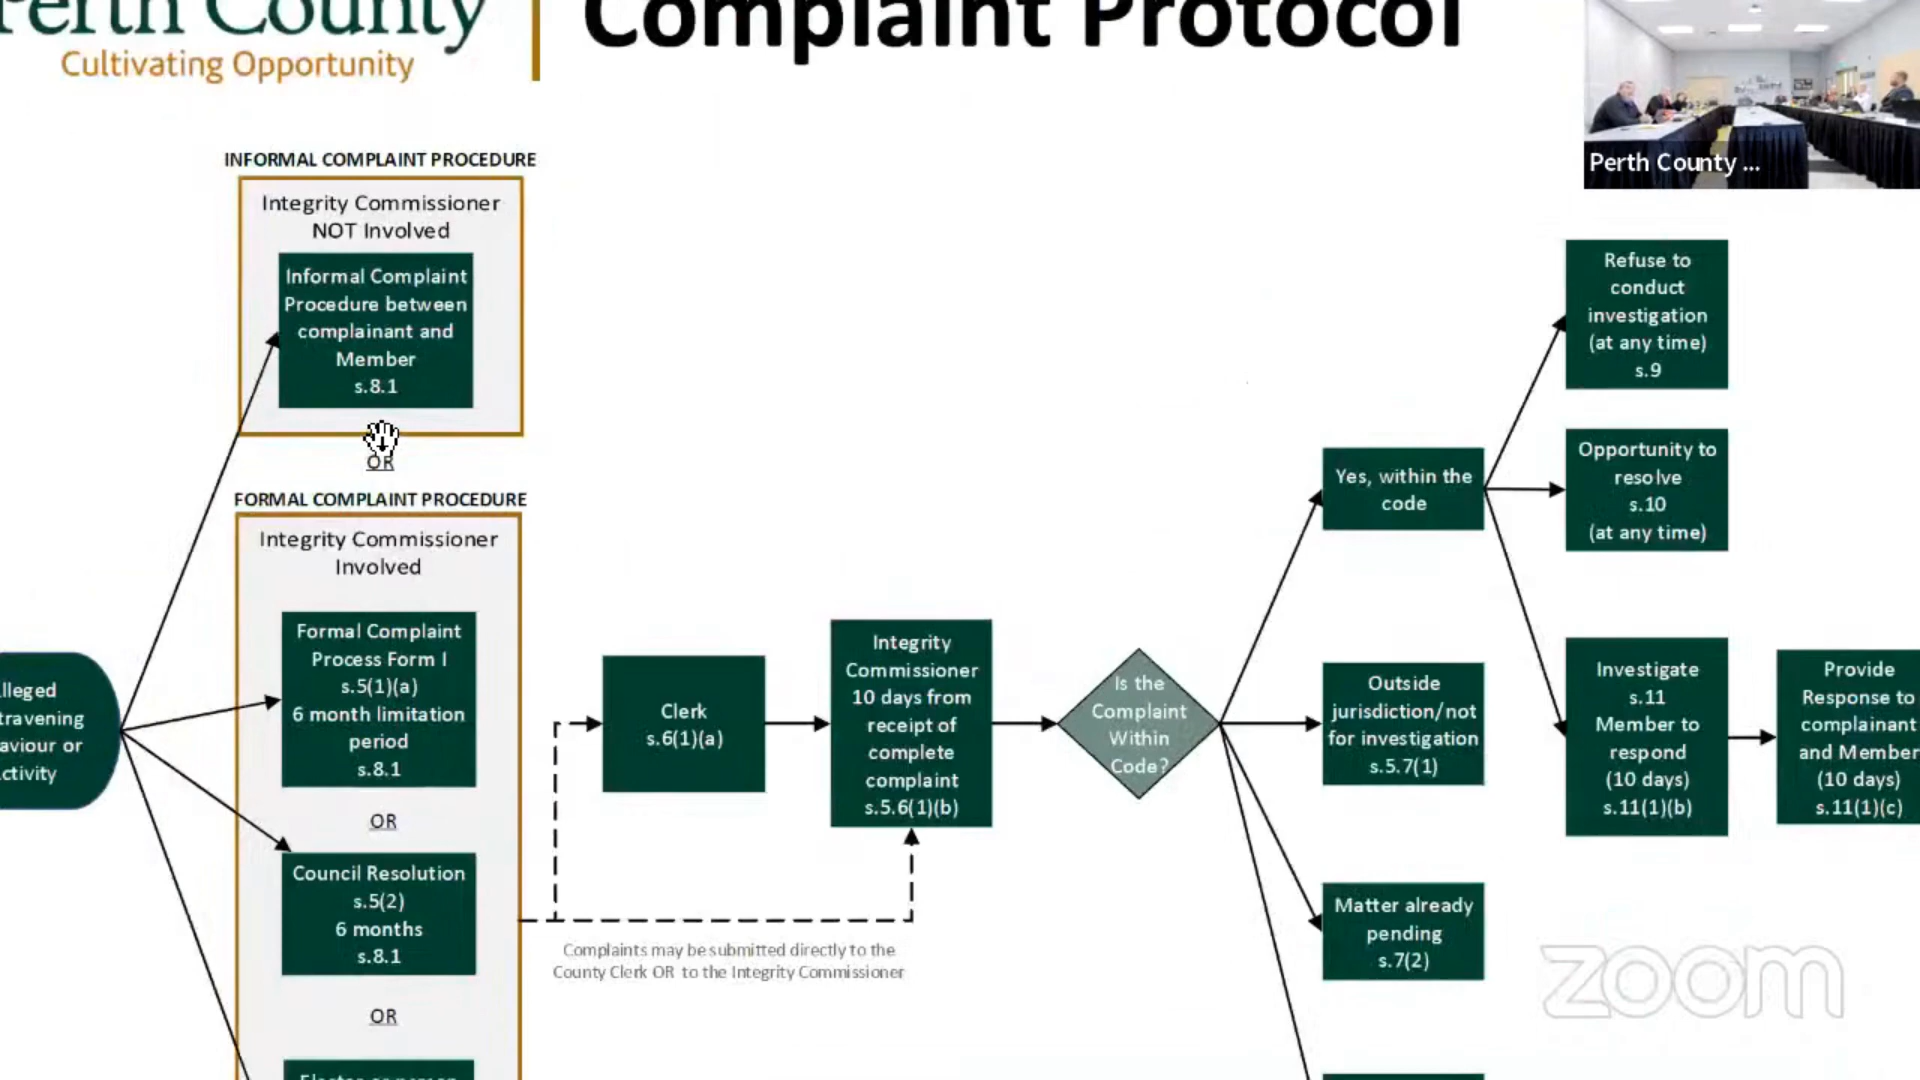 Perth County
Cultivating Opportunity
Complaint Protocol
Perth County ...
INFORMAL COMPLAINT PROCEDURE
Integrity Commissioner
NOT Involved
Informal Complaint
Procedure between
complainant and
Member
s.8.1
OR
FORMAL COMPLAINT PROCEDURE
Integrity Commissioner
Involved
Formal Complaint
Process Form I
s.5(1)(a)
6 month limitation
period
s.8.1
OR
Council Resolution
s.5(2)
6 months
s.8.1
OR
lleged
travening
aviour or
ctivity
Clerk
s.6(1)(a)
Integrity
Commissioner
10 days from
receipt of
complete
complaint
s.5.6(1)(b)
Complaints may be submitted directly to the
County Clerk OR to the Integrity Commissioner
Is the
Complaint
Within
Code?
Yes, within the
code
Outside
jurisdiction/not
for investigation
s.5.7(1)
Matter already
pending
s.7(2)
Refuse to
conduct
investigation
(at any time)
s.9
Opportunity to
resolve
s.10
(at any time)
Investigate
s.11
Member to
respond
(10 days)
s.11(1)(b)
Provide
Response to
complainant
and Member
(10 days)
s.11(1)(c)
zoom